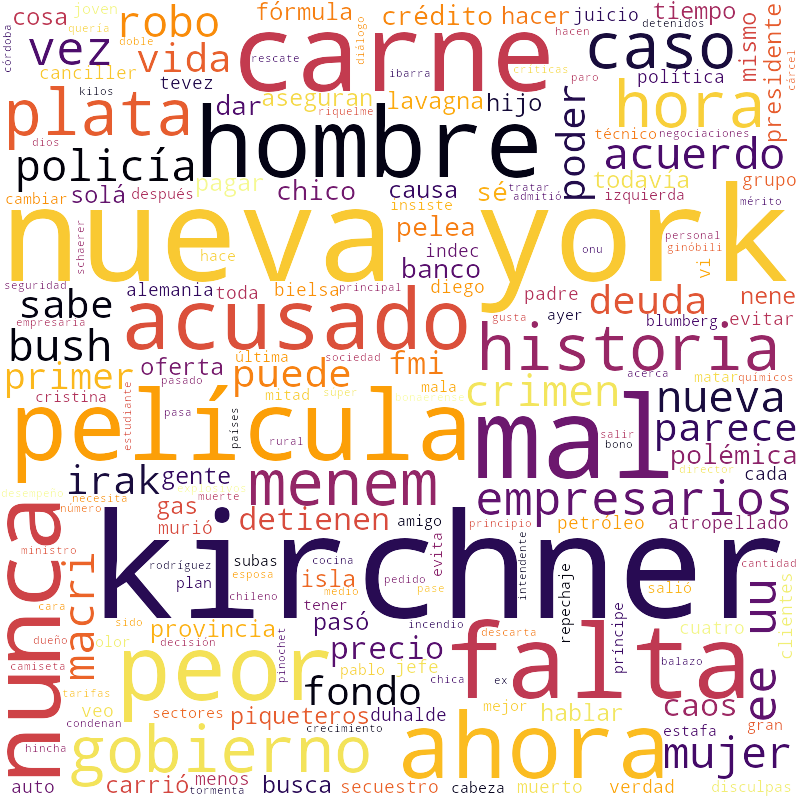 cosa joven robo fórmula crédito hacer juicio detenidos tiempo
quería doble vez vida canciller tevez rescate diálogo carne ibarra hacen críticas paro caso política mismo presidente cárcel
córdoba kilos dios plata dar aseguran riquelme lavagna hijo poder hora técnico negociaciones
policía hombre acuerdo
cambiar solá después pagar chico causa insiste sé tratar admitió todavía izquierda grupo mérito
schaerer nueva york hace pelea indec banco onu vi personal ginóbili
seguridad alemania toda bielsa principal diego padre deuda nene
sabe empresaria acusado gusta ayer blumberg evitar
bush oferta última sociedad puede fmi historia
primer cristina pasado mitad mala crimen acerca matar químicos nueva
estudiante película super bonaerense mal parece
pasa países rural salir bono polémica
irak gente menem director cada
desempeño necesita número muerte empresarios
nunca gas murió detienen amigo principio petróleo atropellado
ministro kirchner cantidad
macri rodríguez subas cocina evita isla plan esposa chileno tener pedido medio pase intendente repechaje salió uu
cara sido provincia pasó incendio descarta príncipe cuatro clientes
dueño olor decisión pinochet precio falta balazo
camiseta peor pablo jefe chica ex ee
tarifas veo fondo mejor caos
condenan sectores piqueteros duhalde hablar estafa gran
hincha gobierno crecimiento ahora mujer
auto carrió menos tormenta busca secuestro cabeza muerto verdad disculpas